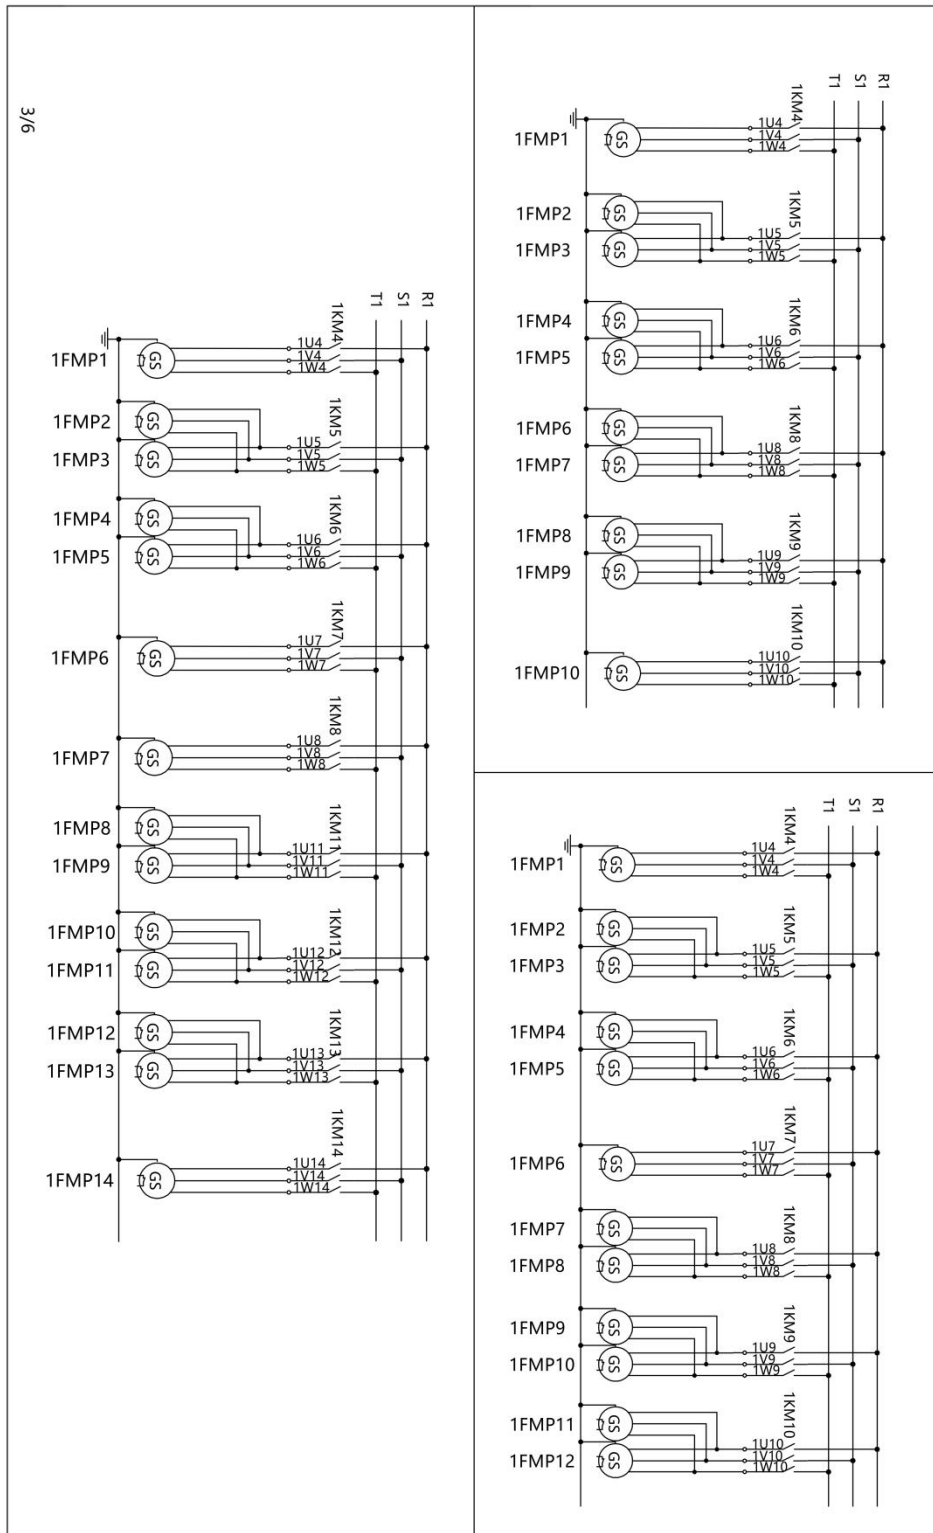 3/6
T1 S1 R1
1KM4
1FMP1 GS 1U4
1V4
1W4
1KM5
1FMP2 GS
1FMP3 GS 1U5
1V5
1W5
1KM6
1FMP4 GS
1FMP5 GS 1U6
1V6
1W6
1KM7
1FMP6 GS 1U7
1V7
1W7
1KM8
1FMP7 GS 1U8
1V8
1W8
1KM11
1FMP8 GS
1FMP9 GS 1U11
1V11
1W11
1KM12
1FMP10 GS
1FMP11 GS 1U12
1V12
1W12
1KM13
1FMP12 GS
1FMP13 GS 1U13
1V13
1W13
1KM14
1FMP14 GS 1U14
1V14
1W14
T1 S1 R1
1KM4
1FMP1 GS 1U4
1V4
1W4
1KM5
1FMP2 GS
1FMP3 GS 1U5
1V5
1W5
1KM6
1FMP4 GS
1FMP5 GS 1U6
1V6
1W6
1KM8
1FMP6 GS
1FMP7 GS 1U8
1V8
1W8
1KM9
1FMP8 GS
1FMP9 GS 1U9
1V9
1W9
1KM10
1FMP10 GS 1U10
1V10
1W10
T1 S1 R1
1KM4
1FMP1 GS 1U4
1V4
1W4
1KM5
1FMP2 GS
1FMP3 GS 1U5
1V5
1W5
1KM6
1FMP4 GS
1FMP5 GS 1U6
1V6
1W6
1KM7
1FMP6 GS 1U7
1V7
1W7
1KM8
1FMP7 GS
1FMP8 GS 1U8
1V8
1W8
1KM9
1FMP9 GS
1FMP10 GS 1U9
1V9
1W9
1KM10
1FMP11 GS
1FMP12 GS 1U10
1V10
1W10